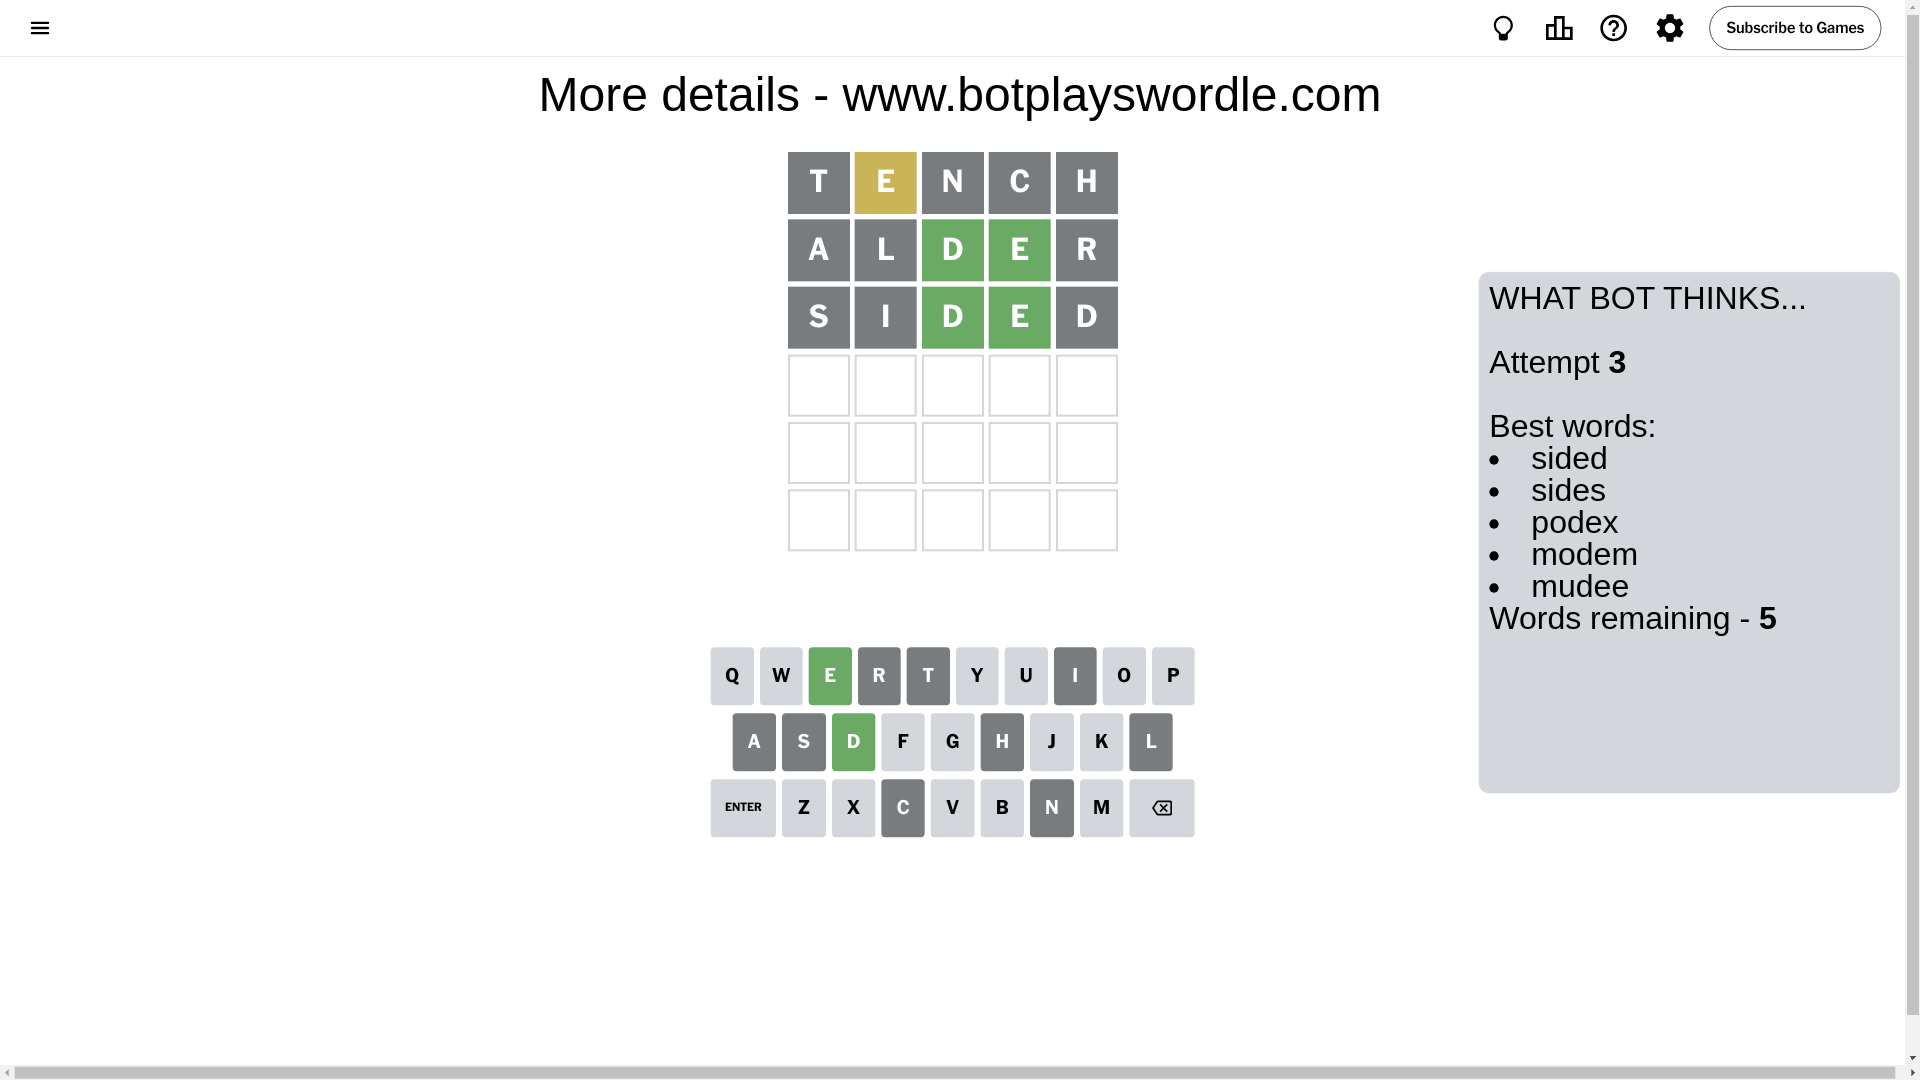 Subscribe to Games
More details - www.botplayswordle.com
T E N C H
A L D E R
S I D E D
WHAT BOT THINKS...
Attempt 3
Best words:
• sided
• sides
• podex
• modem
• mudee
Words remaining - 5
Q W E R T Y U I O P
A S D F G H J K L
ENTER Z X C V B N M